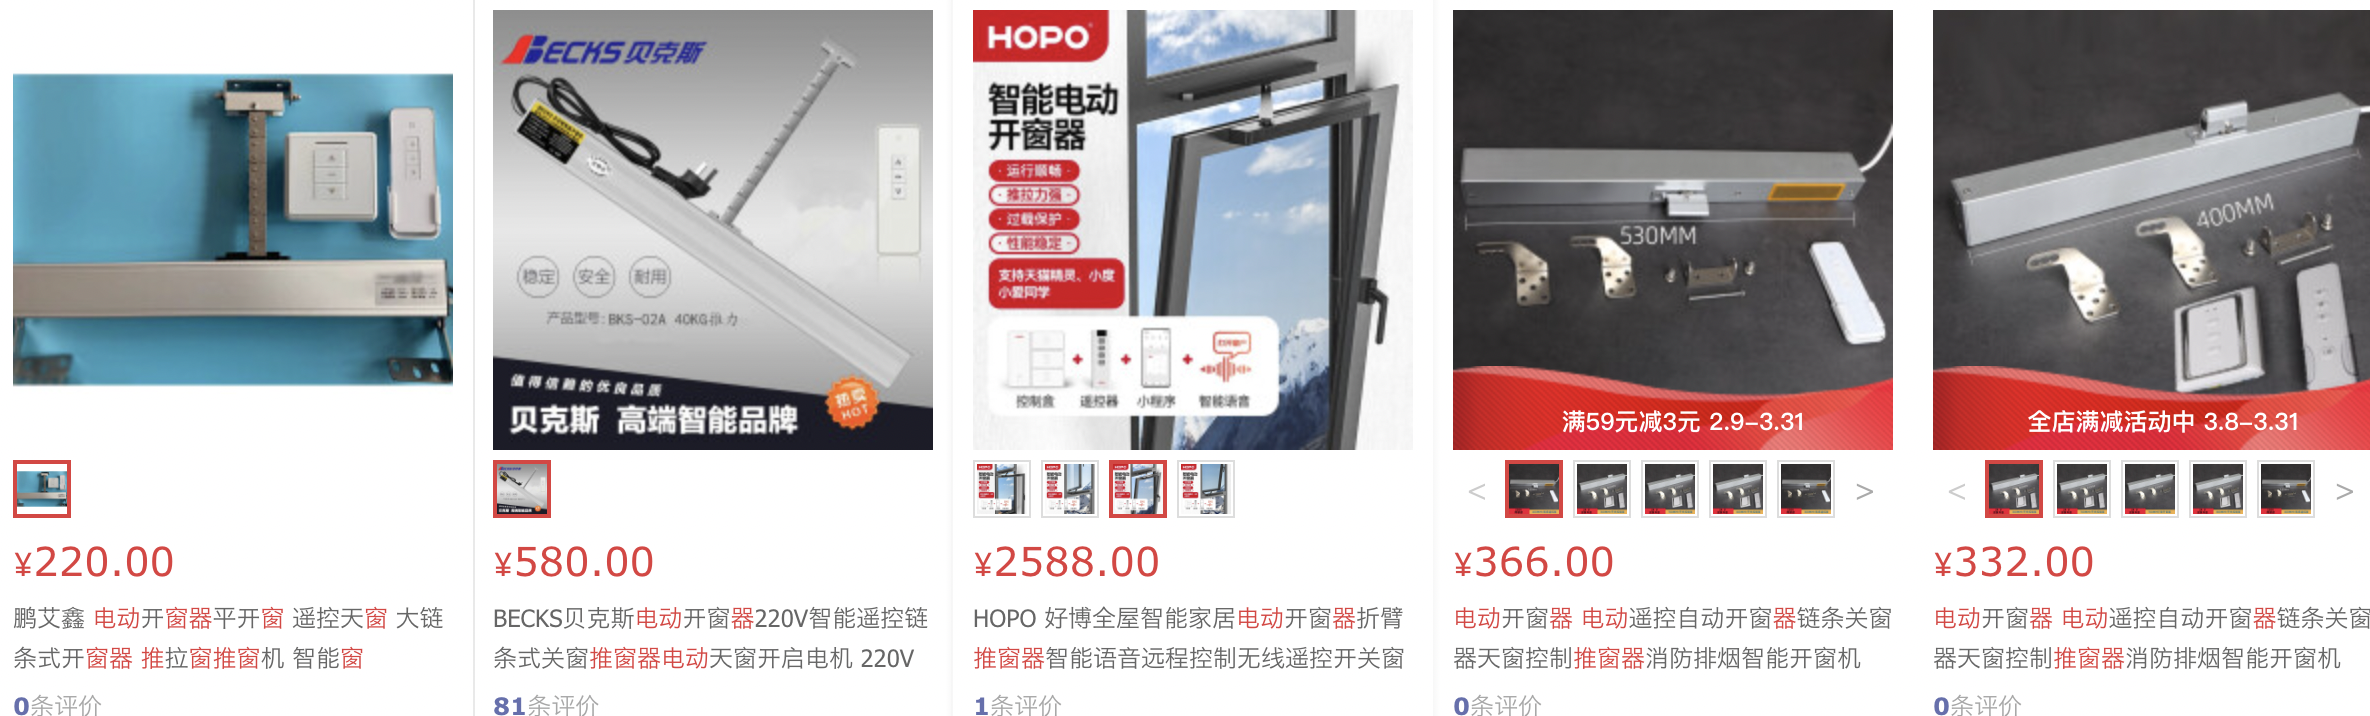 ¥220.00
鹏艾鑫 电动开窗器平开窗 遥控天窗 大链
条式开窗器 推拉窗推窗机 智能窗
0条评价
BECKS 贝克斯
稳定 安全 耐用
产品型号:BKS-02A 40KG推力
值得信赖的优良品质
贝克斯 高端智能品牌
热卖
HOT
¥580.00
BECKS贝克斯电动开窗器220V智能遥控链
条式关窗推窗器电动天窗开启电机 220V
81条评价
HOPO
智能电动
开窗器
·运行顺畅·
·推拉力强·
·过载保护·
·性能稳定·
支持天猫精灵、小度
小爱同学
控制盒 遥控器 小程序 智能语音
¥2588.00
HOPO 好博全屋智能家居电动开窗器折臂
推窗器智能语音远程控制无线遥控开关窗
1条评价
530MM
满59元减3元 2.9-3.31
< >
¥366.00
电动开窗器 电动遥控自动开窗器链条关窗
器天窗控制推窗器消防排烟智能开窗机
0条评价
400MM
全店满减活动中 3.8-3.31
< >
¥332.00
电动开窗器 电动遥控自动开窗器链条关窗
器天窗控制推窗器消防排烟智能开窗机
0条评价